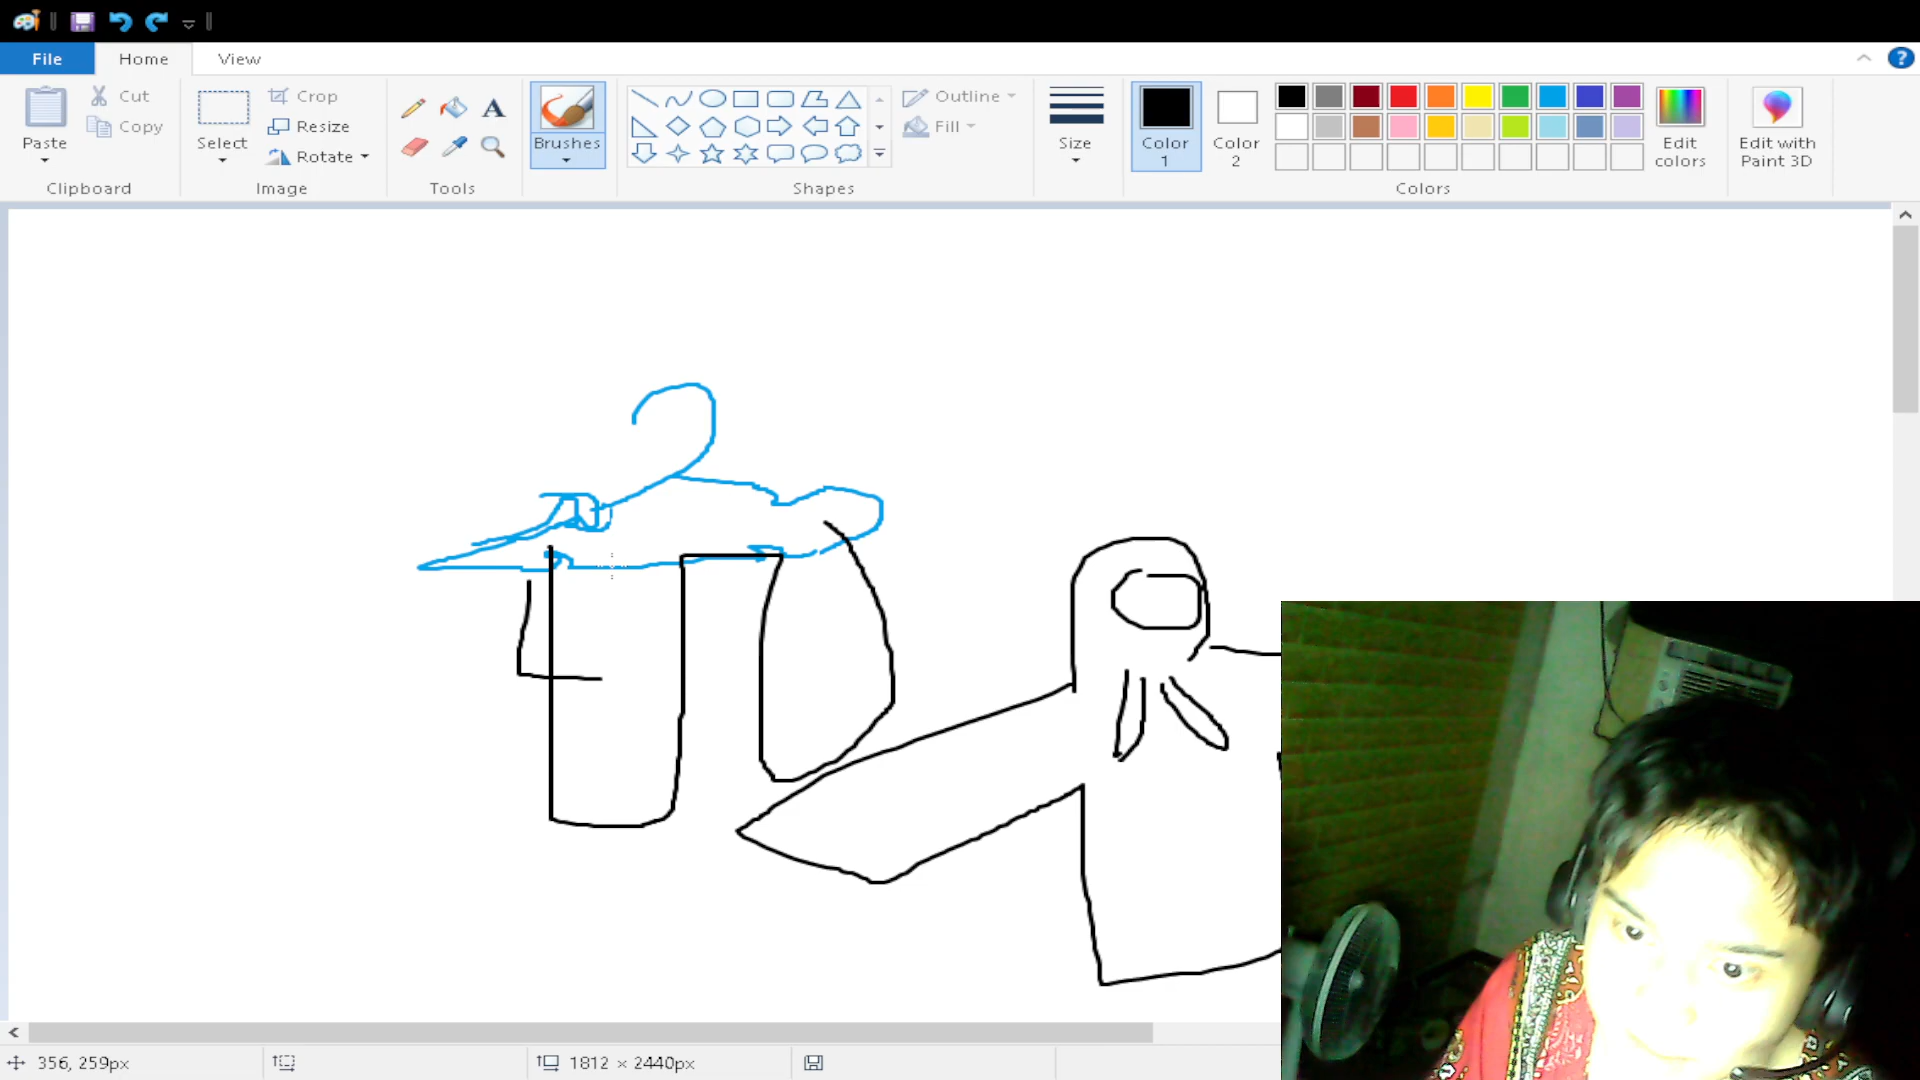 File Home View
Paste Cut Copy Clipboard
Select Crop Resize Rotate Image
A Tools
Brushes
Shapes Outline Fill
Size
Color 1 Color 2
Colors Edit colors
Edit with Paint 3D
?
356, 259px 1812 × 2440px